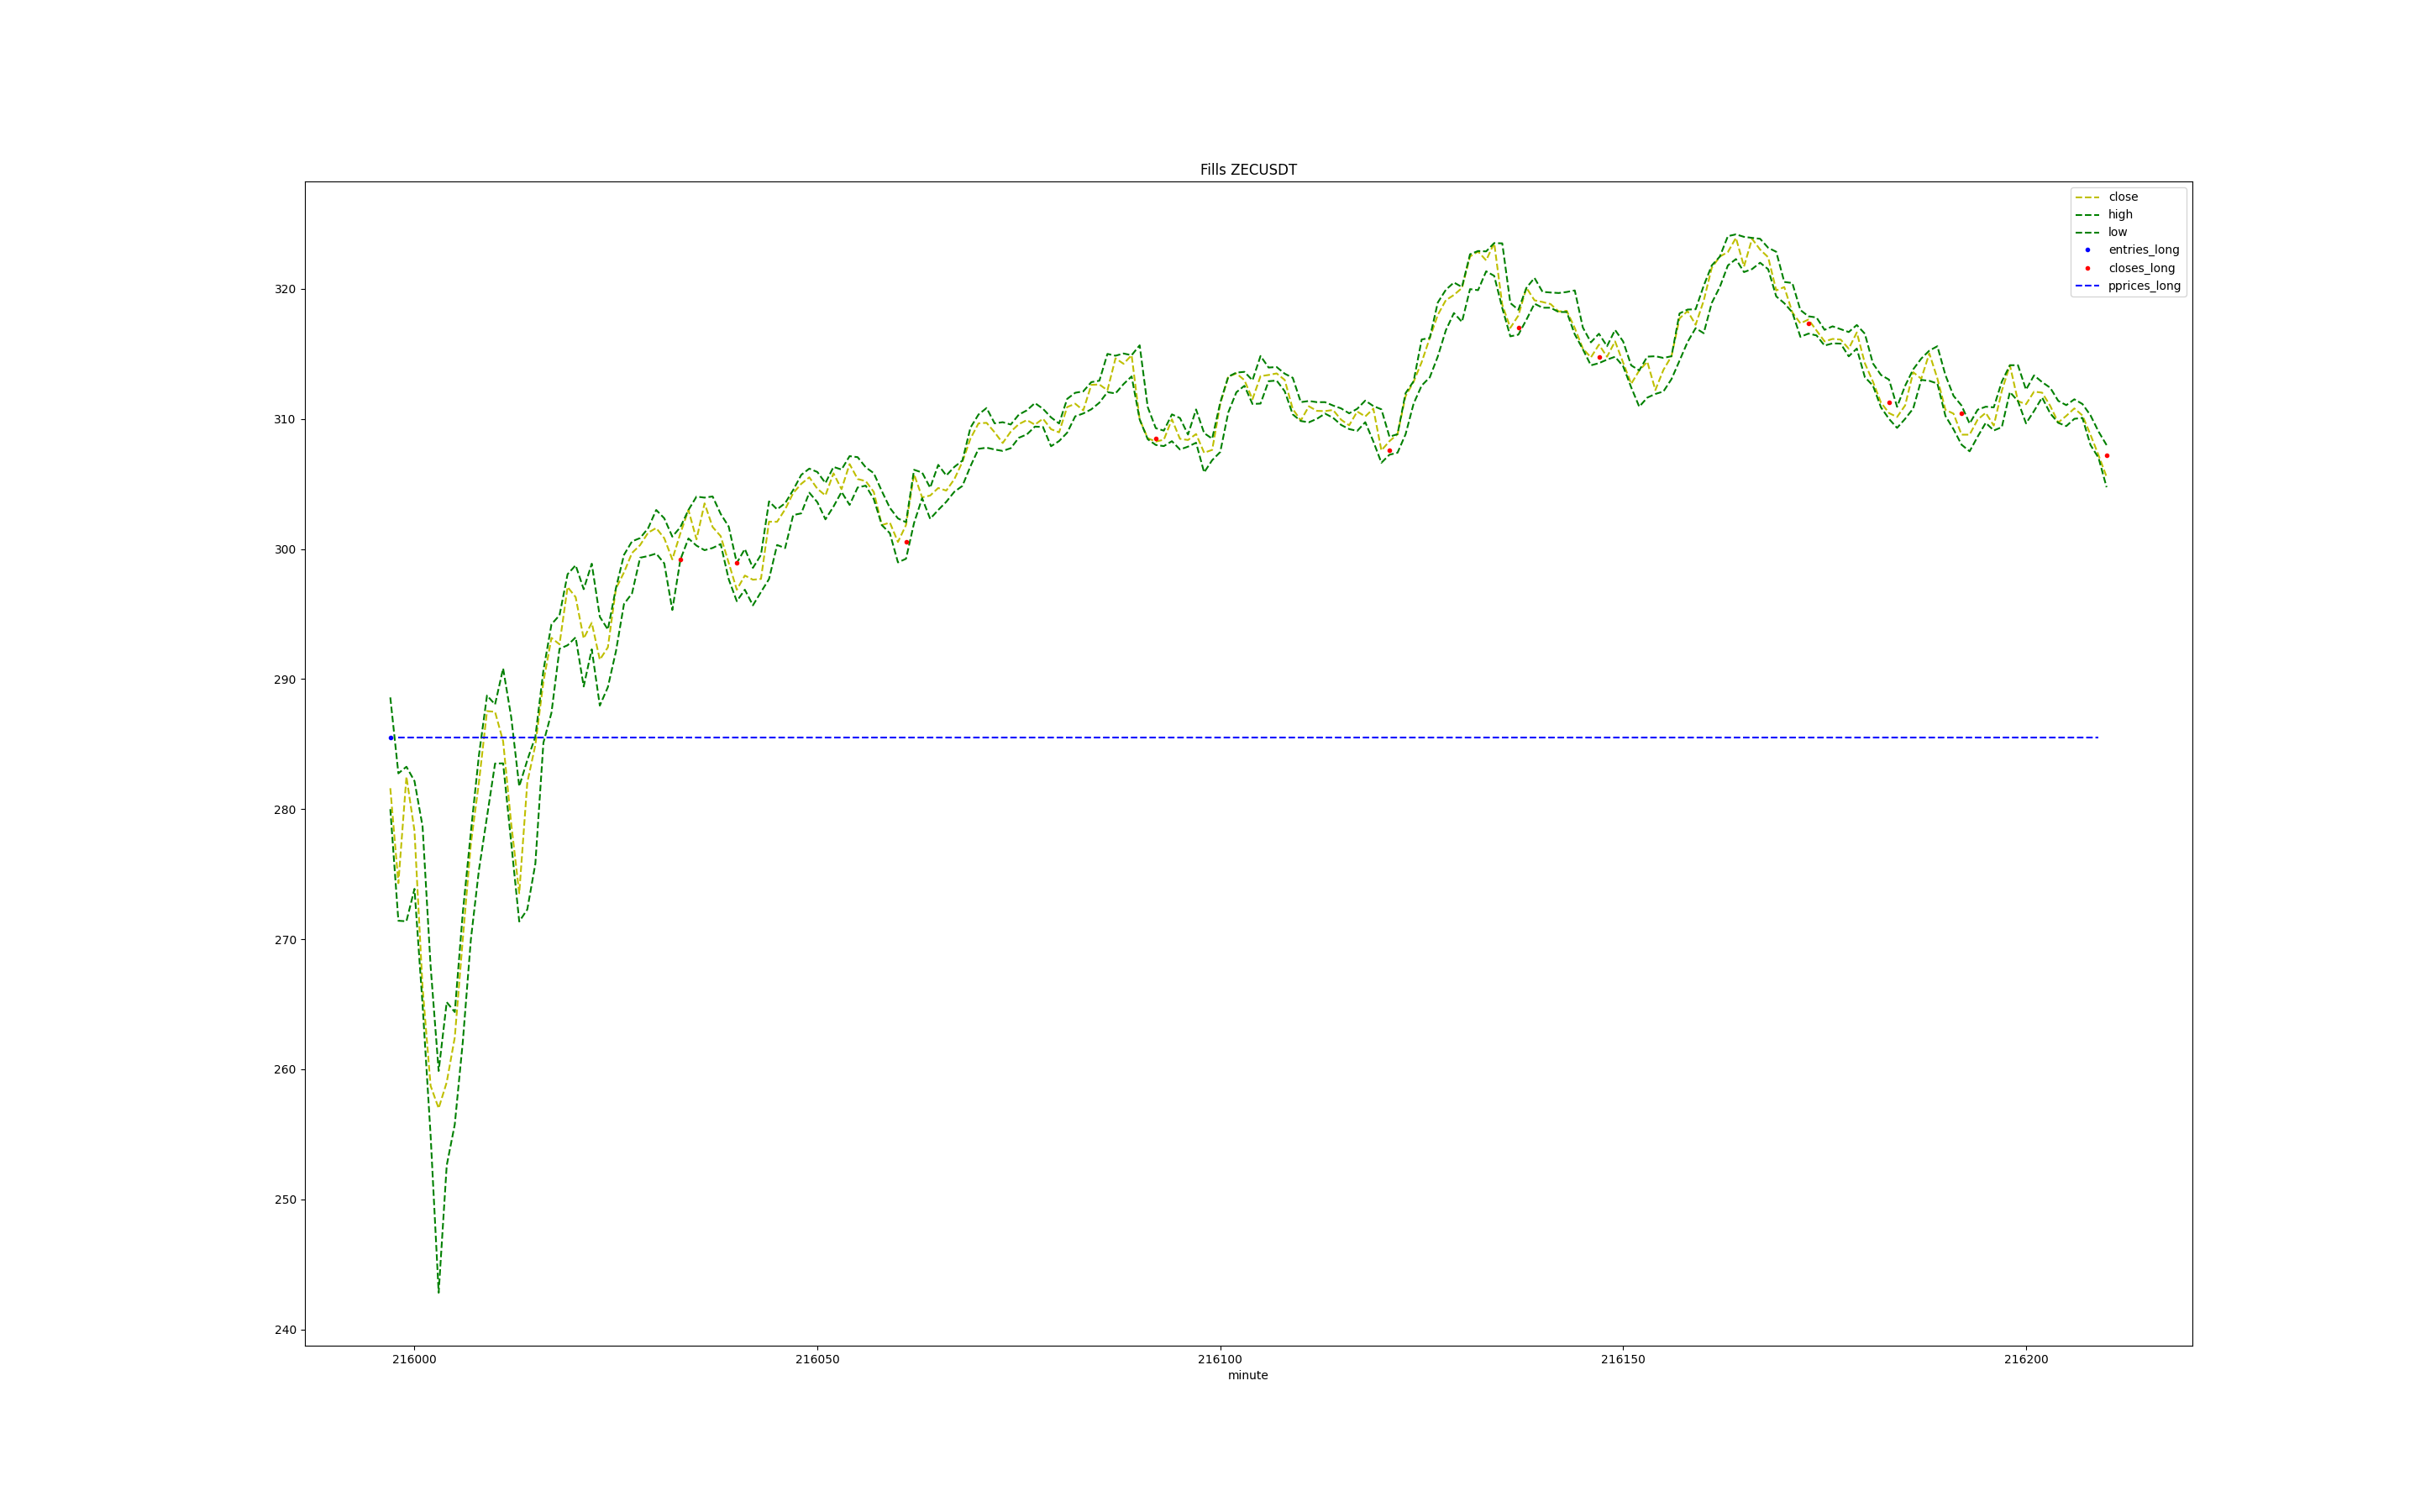 Fills ZECUSDT
close
high
low
entries_long
closes_long
pprices_long
320
310
300
290
280
270
260
250
240
216000 216050 216100 216150 216200
minute